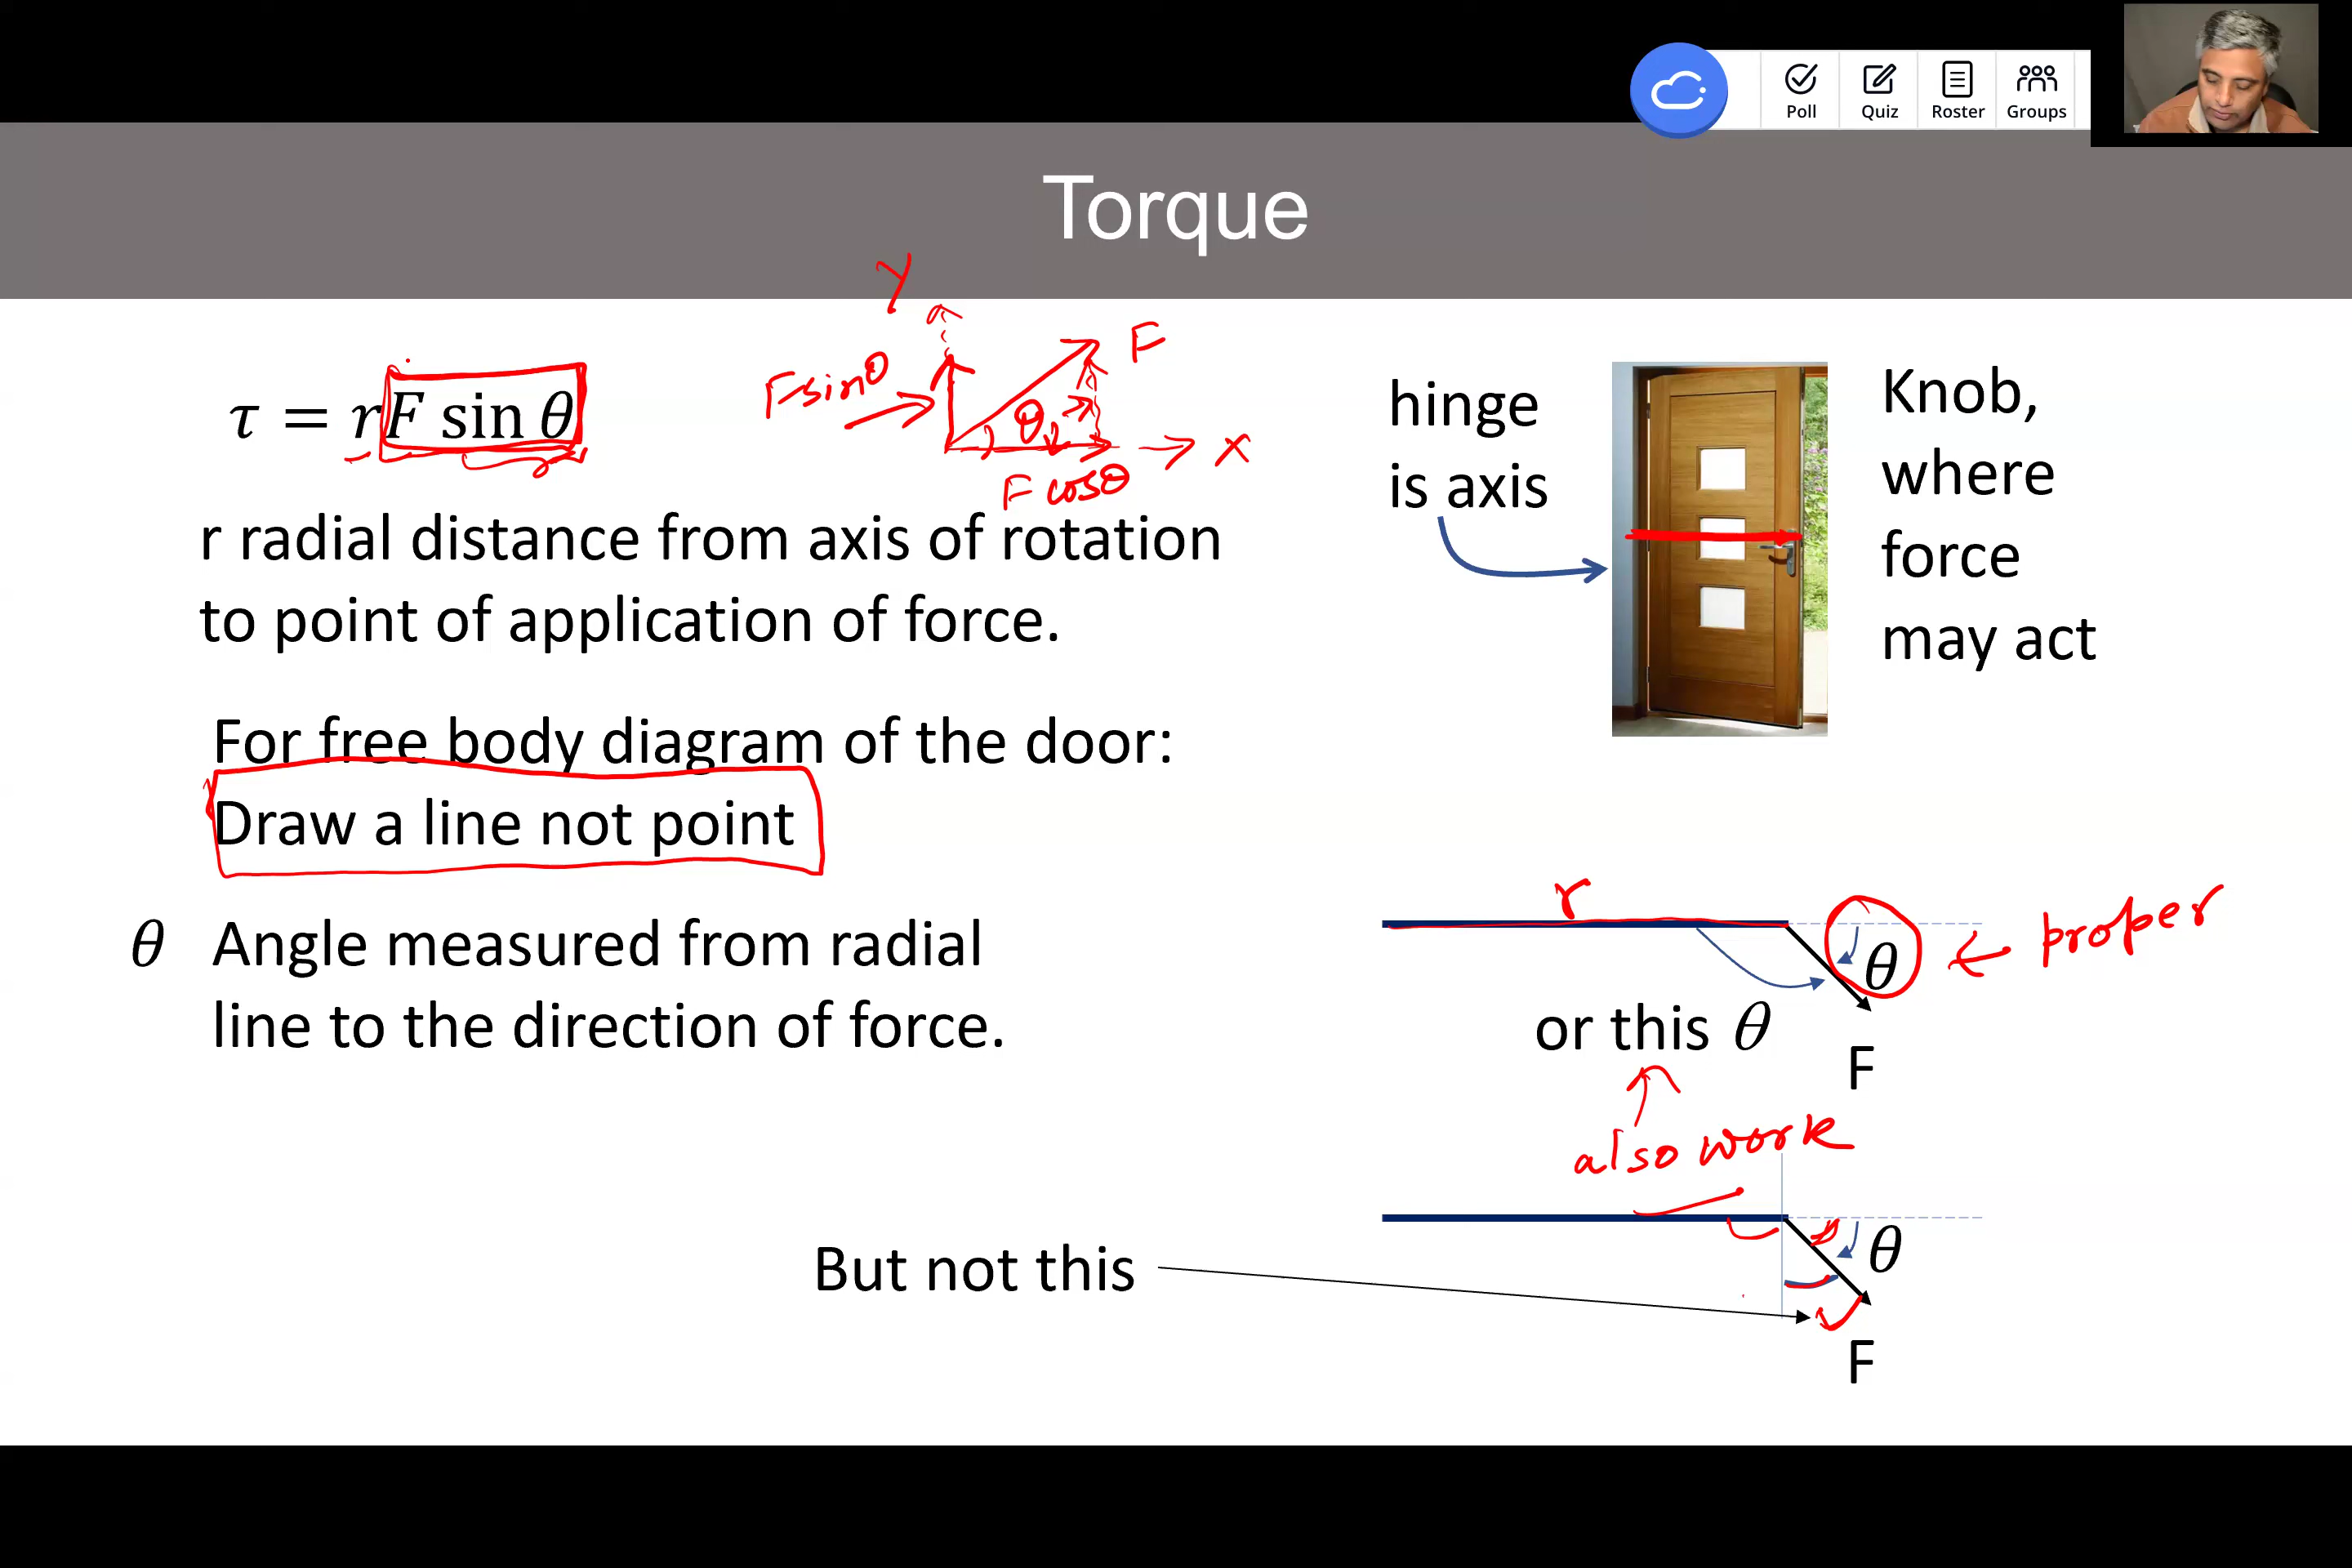 Poll Quiz Roster Groups
Torque
Y
F sinθ
F
θ
x
F cosθ
τ = rF sin θ
r radial distance from axis of rotation
to point of application of force.
For free body diagram of the door:
Draw a line not point
θ Angle measured from radial
line to the direction of force.
hinge
is axis
Knob,
where
force
may act
r
θ
proper
or this θ
F
also work
But not this
θ
F